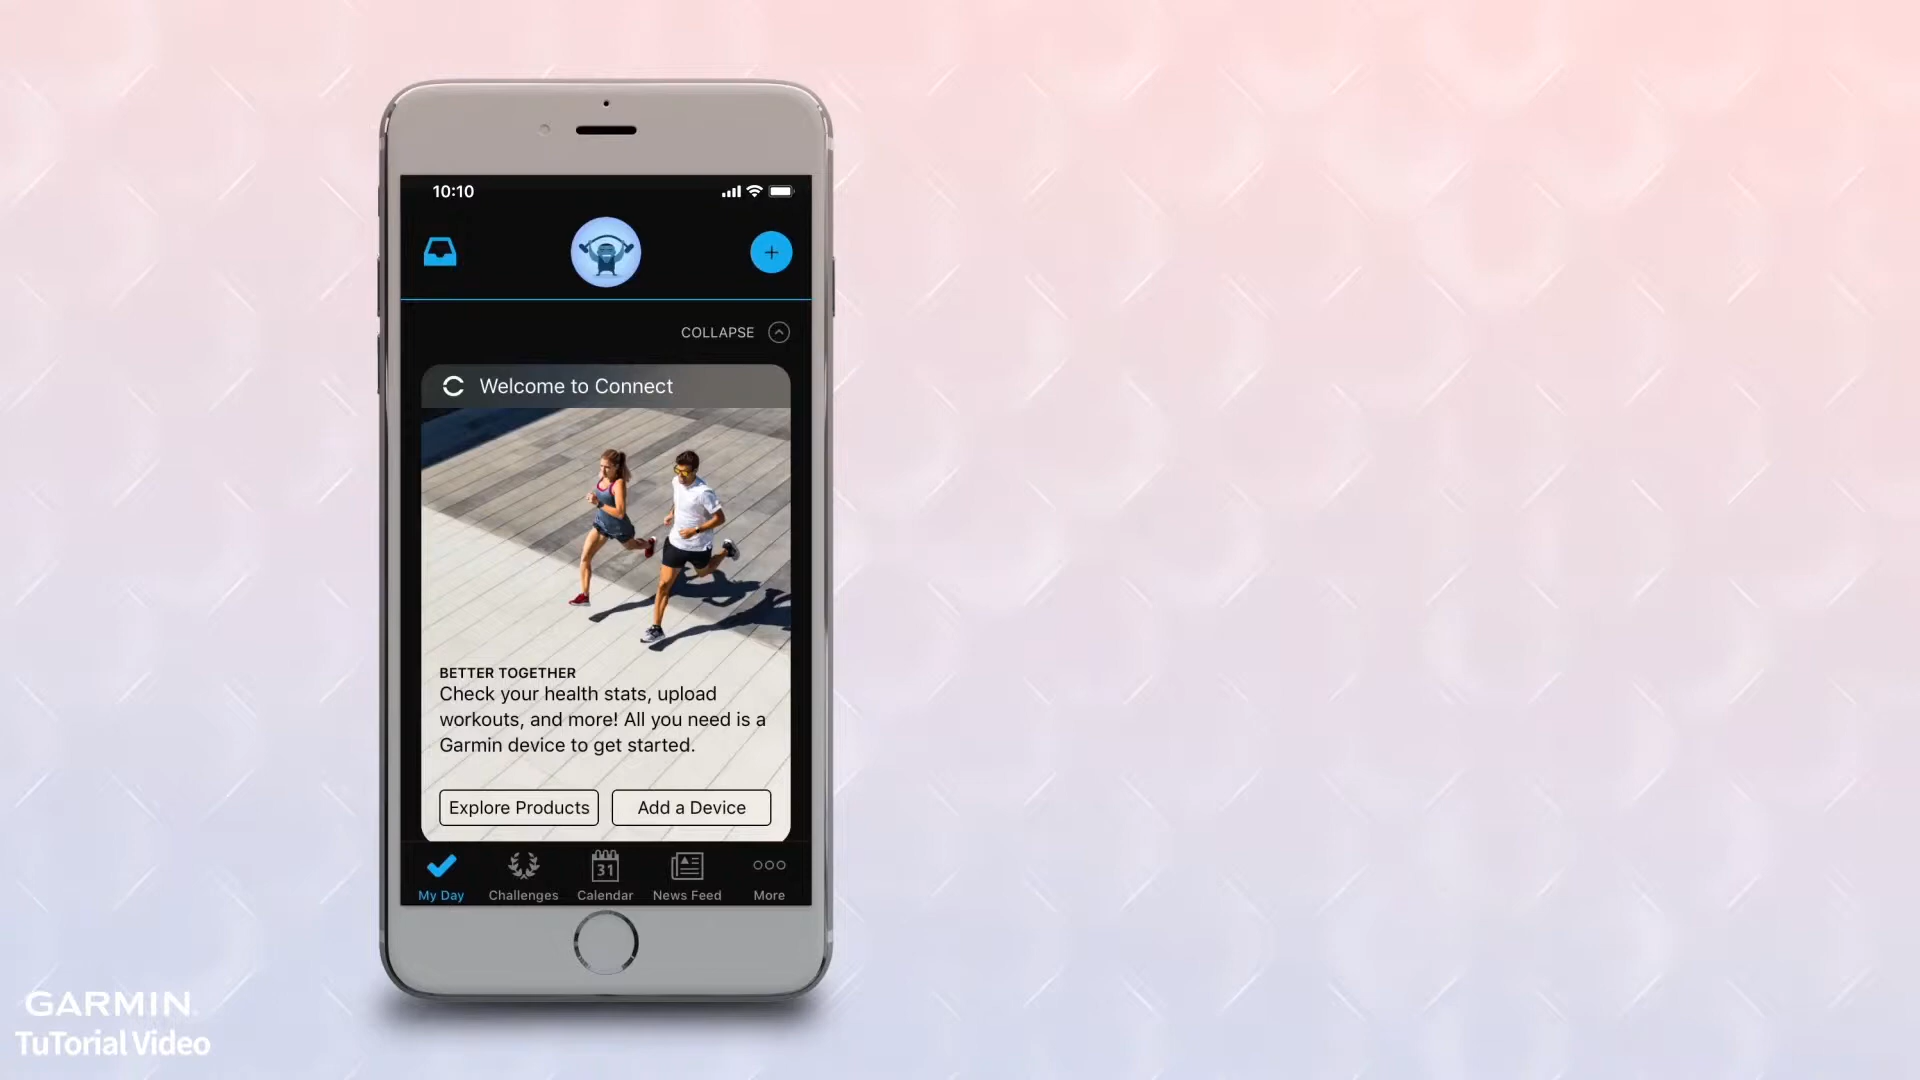 10:10
COLLAPSE
Welcome to Connect
BETTER TOGETHER
Check your health stats, upload
workouts, and more! All you need is a
Garmin device to get started.
Explore Products
Add a Device
31
My Day
Challenges
Calendar
News Feed
More
GARMIN
TuTorial Video